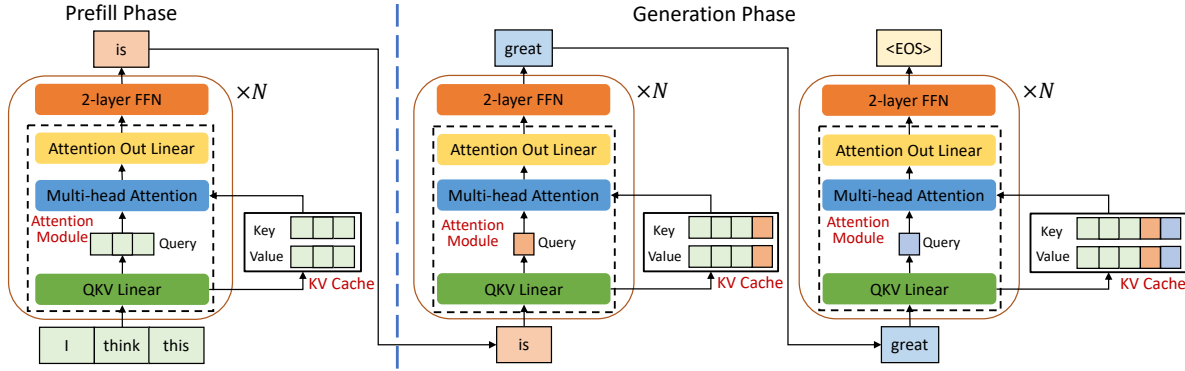 Prefill Phase
Generation Phase
is
×N
2-layer FFN
Attention Out Linear
Multi-head Attention
Attention
Module
Query
Key
Value
KV Cache
QKV Linear
I think this
great
×N
2-layer FFN
Attention Out Linear
Multi-head Attention
Attention
Module
Query
Key
Value
KV Cache
QKV Linear
is
<EOS>
×N
2-layer FFN
Attention Out Linear
Multi-head Attention
Attention
Module
Query
Key
Value
KV Cache
QKV Linear
great